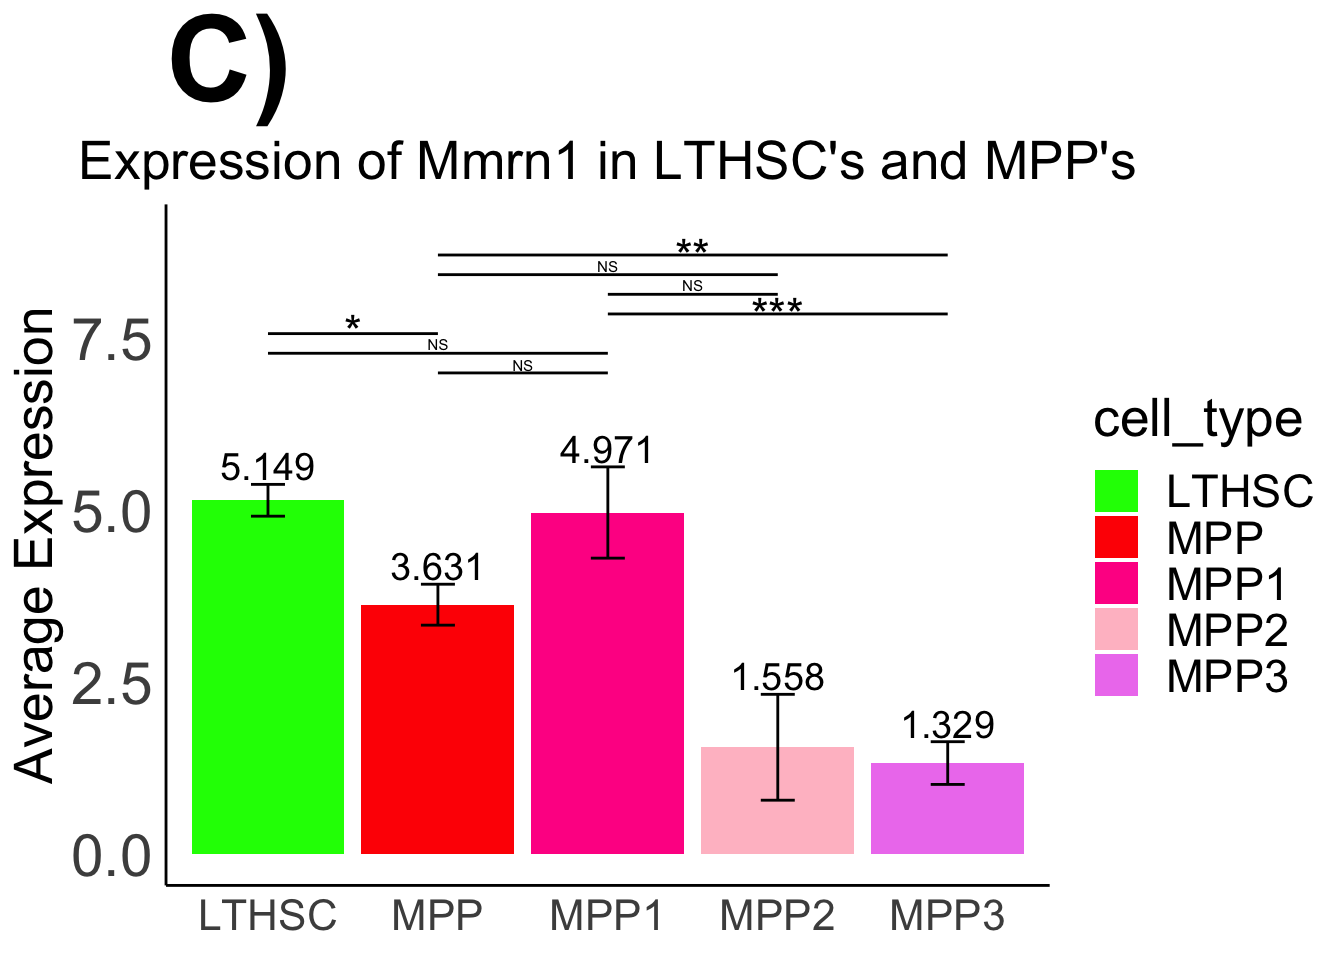 C)
Expression of Mmrn1 in LTHSC's and MPP's
**
NS
NS
***
*
NS
NS
Average Expression
7.5
5.0
2.5
0.0
5.149
3.631
4.971
1.558
1.329
LTHSC MPP MPP1 MPP2 MPP3
cell_type
LTHSC
MPP
MPP1
MPP2
MPP3